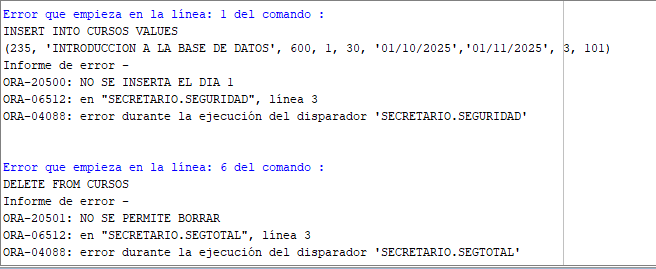 Error que empieza en la línea: 1 del comando :
INSERT INTO CURSOS VALUES
(235, 'INTRODUCCION A LA BASE DE DATOS', 600, 1, 30, '01/10/2025','01/11/2025', 3, 101)
Informe de error -
ORA-20500: NO SE INSERTA EL DIA 1
ORA-06512: en "SECRETARIO.SEGURIDAD", línea 3
ORA-04088: error durante la ejecución del disparador 'SECRETARIO.SEGURIDAD'
Error que empieza en la línea: 6 del comando :
DELETE FROM CURSOS
Informe de error -
ORA-20501: NO SE PERMITE BORRAR
ORA-06512: en "SECRETARIO.SEGTOTAL", línea 3
ORA-04088: error durante la ejecución del disparador 'SECRETARIO.SEGTOTAL'